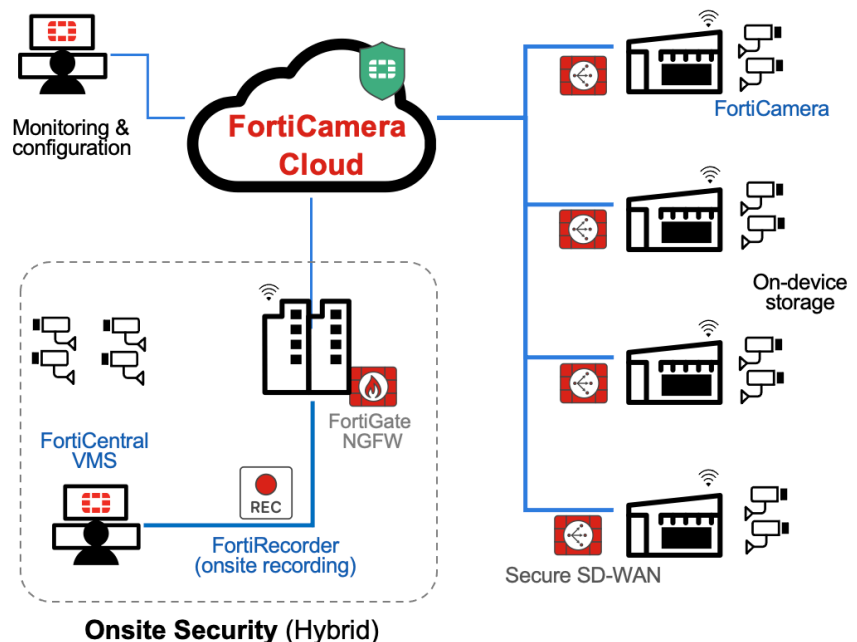 Monitoring &
configuration
FortiCamera
Cloud
FortiCamera
On-device
storage
FortiGate
NGFW
FortiCentral
VMS
REC
FortiRecorder
(onsite recording)
Secure SD-WAN
Onsite Security (Hybrid)